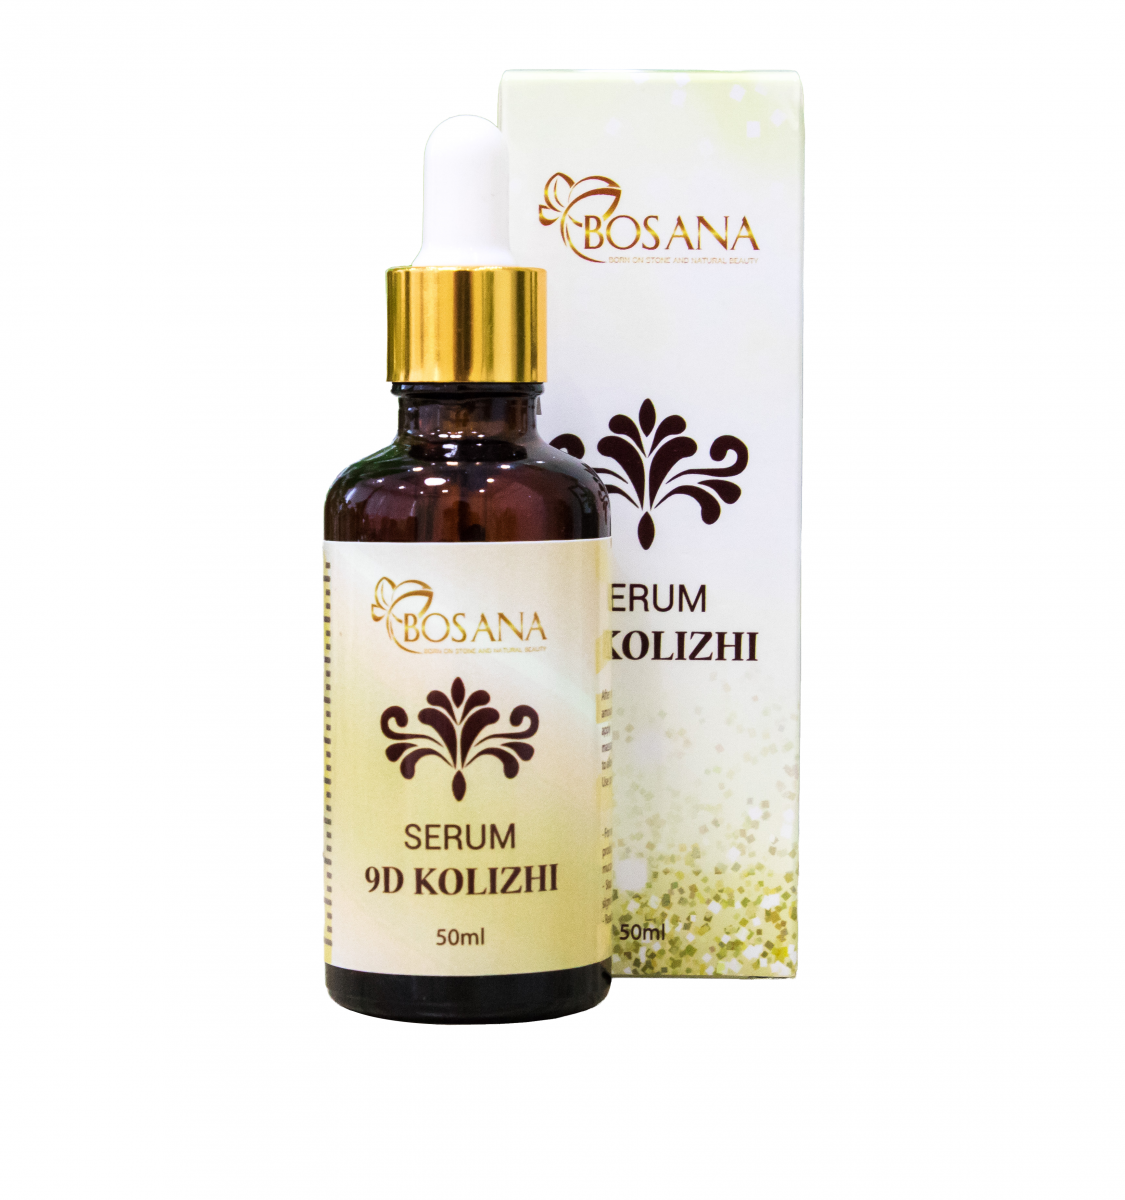 BOSANA
BORN ON STONE AND NATURAL BEAUTY
ERUM
KOLIZHI
50ml
BOSANA
BORN ON STONE AND NATURAL BEAUTY
SERUM
9D KOLIZHI
50ml